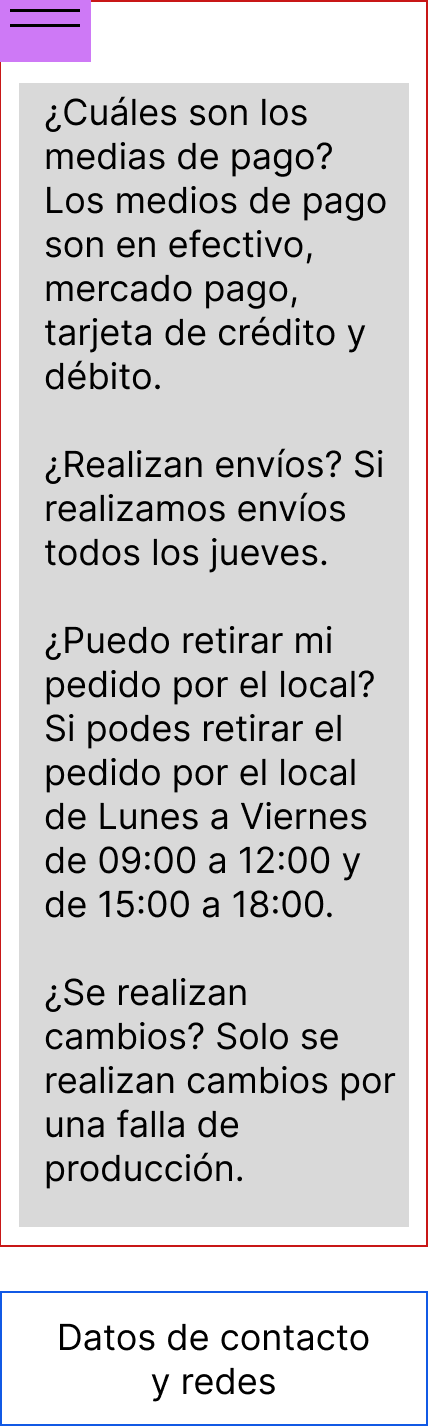 ¿Cuáles son los
medias de pago?
Los medios de pago
son en efectivo,
mercado pago,
tarjeta de crédito y
débito.
¿Realizan envíos? Si
realizamos envíos
todos los jueves.
¿Puedo retirar mi
pedido por el local?
Si podes retirar el
pedido por el local
de Lunes a Viernes
de 09:00 a 12:00 y
de 15:00 a 18:00.
¿Se realizan
cambios? Solo se
realizan cambios por
una falla de
producción.
Datos de contacto
y redes